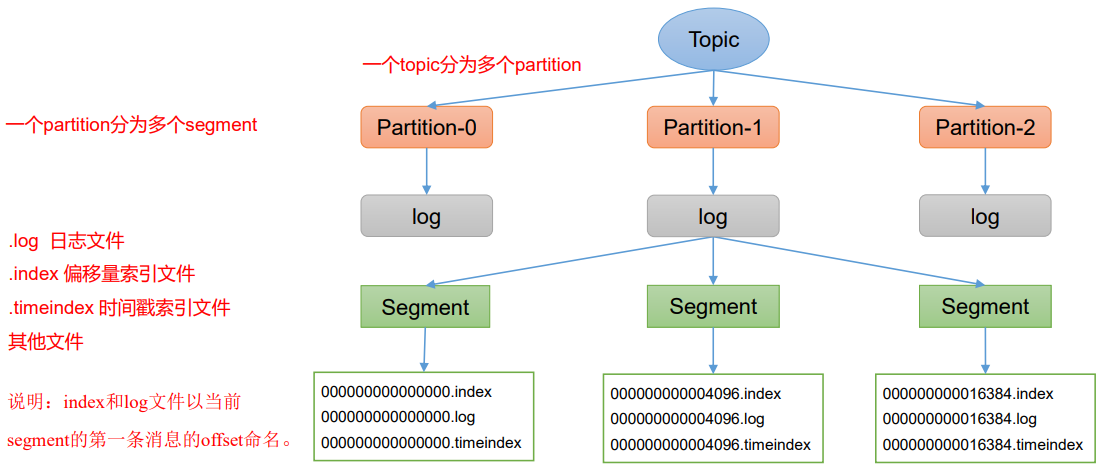 Topic
一个topic分为多个partition
一个partition分为多个segment
Partition-0
Partition-1
Partition-2
log
log
log
.log 日志文件
.index 偏移量索引文件
.timeindex 时间戳索引文件
其他文件
Segment
Segment
Segment
说明：index和log文件以当前
segment的第一条消息的offset命名。
000000000000000.index
000000000000000.log
000000000000000.timeindex
000000000004096.index
000000000004096.log
000000000004096.timeindex
000000000016384.index
000000000016384.log
000000000016384.timeindex